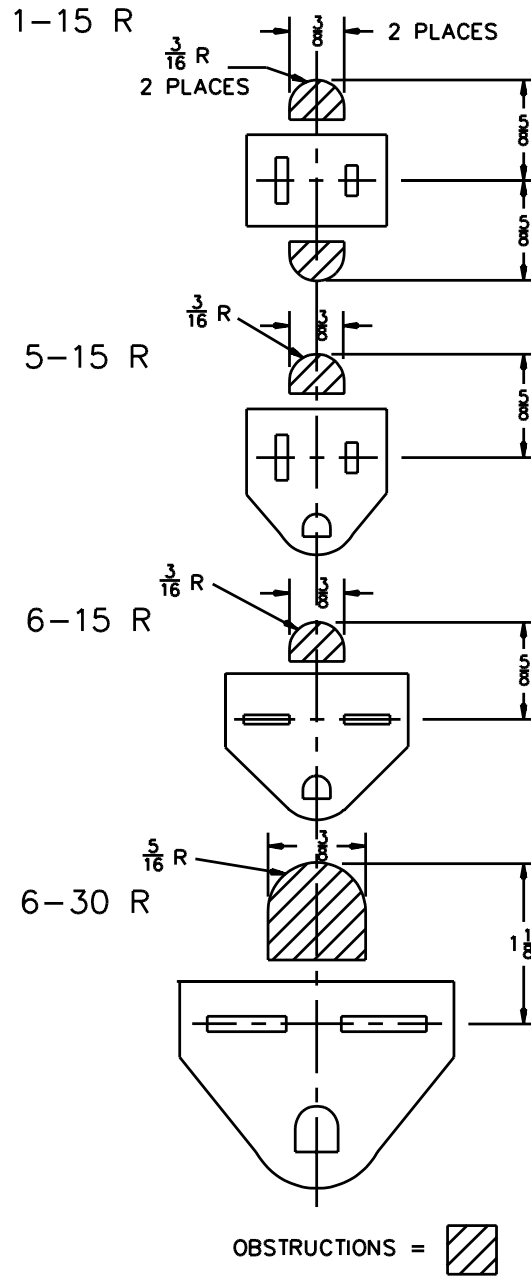 1-15 R
3/8
2 PLACES
3/16 R
2 PLACES
5/8
5/8
5-15 R
3/16 R
3/8
5/8
6-15 R
3/16 R
3/8
5/8
6-30 R
5/16 R
3/8
1 1/8
OBSTRUCTIONS =